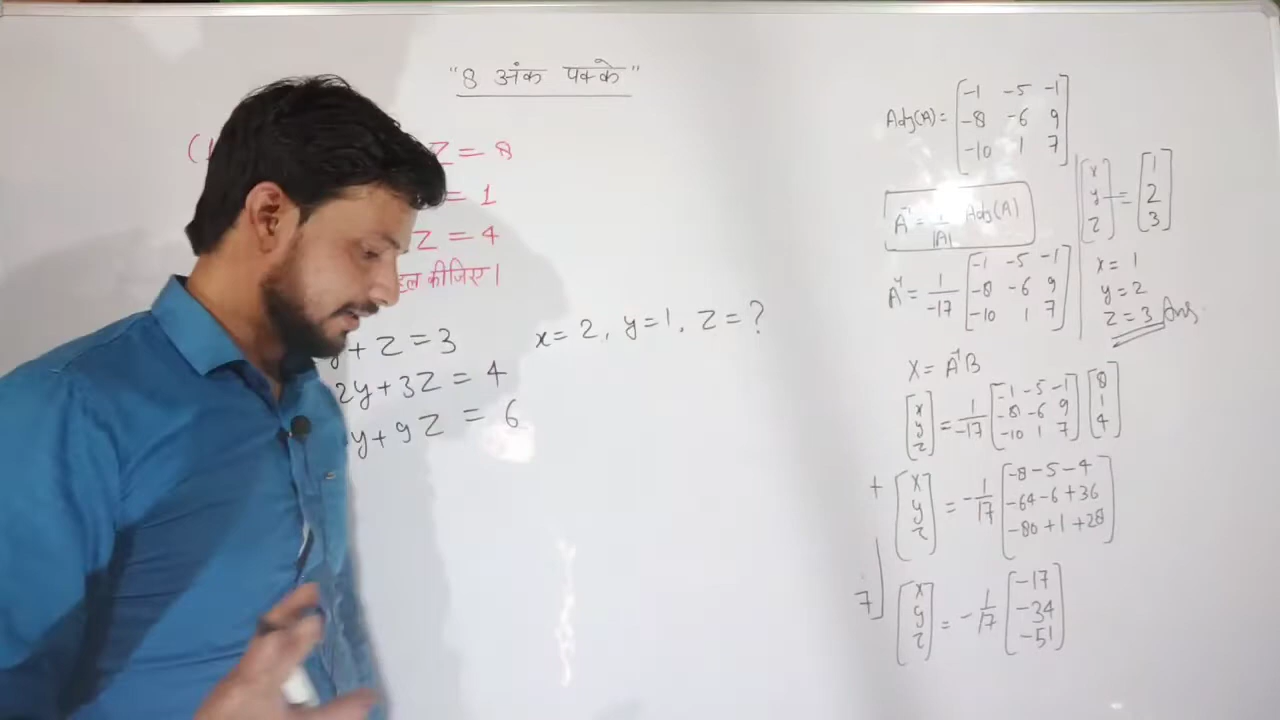 "8 अंक पक्के"
(1
Z = 8
= 1
Z = 4
हल कीजिए।
y + Z = 3
2y + 3Z = 4
y + 9Z = 6
x = 2, y = 1, Z = ?
Adj(A) = [-1 -5 -1
-8 -6 9
-10 1 7]
A⁻¹ = 1/|A| Adj(A)
A⁻¹ = 1/-17 [-1 -5 -1
-8 -6 9
-10 1 7]
X = A⁻¹B
[x y z] = 1/-17 [-1 -5 -1
-8 -6 9
-10 1 7] [8 1 4]
+ [x y z] = -1/17 [-8 -5 -4
-64 -6 +36
-80 +1 +28]
7] [x y z] = -1/17 [-17
-34
-51]
[x y z] = [1 2 3]
x = 1
y = 2
z = 3 Ans.